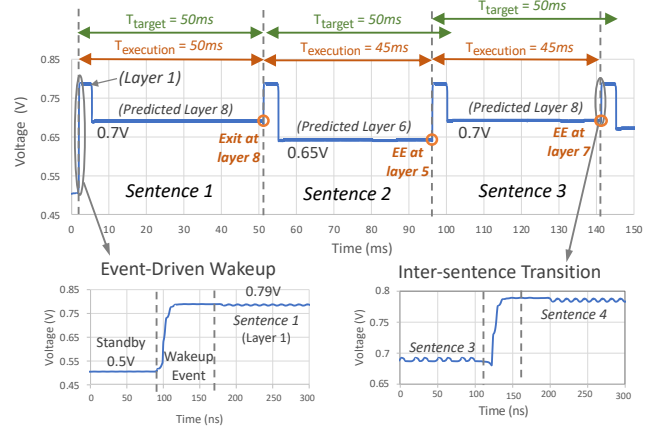 T_target = 50ms T_target = 50ms T_target = 50ms
T_execution = 50ms T_execution = 45ms T_execution = 45ms
0.85
0.75
0.65
0.55
0.45
Voltage (V)
(Layer 1)
(Predicted Layer 8)
0.7V
Exit at
layer 8
Sentence 1
(Predicted Layer 6)
0.65V
EE at
layer 5
Sentence 2
(Predicted Layer 8)
0.7V
EE at
layer 7
Sentence 3
0 10 20 30 40 50 60 70 80 90 100 110 120 130 140 150
Time (ms)
Event-Driven Wakeup
0.85
0.75
0.65
0.55
0.45
Voltage (V)
Standby
0.5V
Wakeup
Event
0.79V
Sentence 1
(Layer 1)
0 100 200 300
Time (ns)
Inter-sentence Transition
0.8
0.75
0.7
0.65
Voltage (V)
Sentence 3
Sentence 4
0 100 200 300
Time (ns)